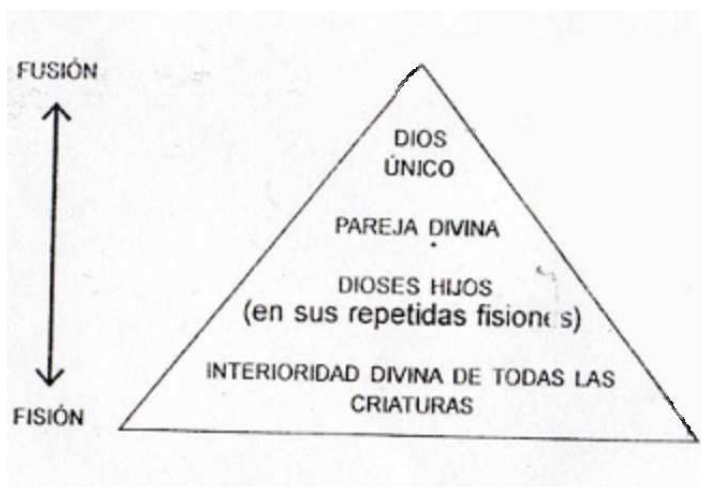 FUSIÓN
DIOS
ÚNICO
PAREJA DIVINA
DIOSES HIJOS
(en sus repetidas fisiones)
INTERIORIDAD DIVINA DE TODAS LAS
CRIATURAS
FISIÓN